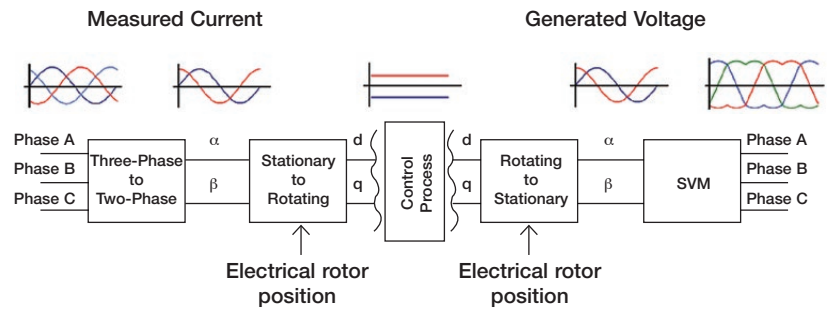 Measured Current
Generated Voltage
Phase A
Phase B
Phase C
Three-Phase
to
Two-Phase
α
β
Stationary
to
Rotating
d
q
Control
Process
d
q
Rotating
to
Stationary
α
β
SVM
Phase A
Phase B
Phase C
Electrical rotor
position
Electrical rotor
position